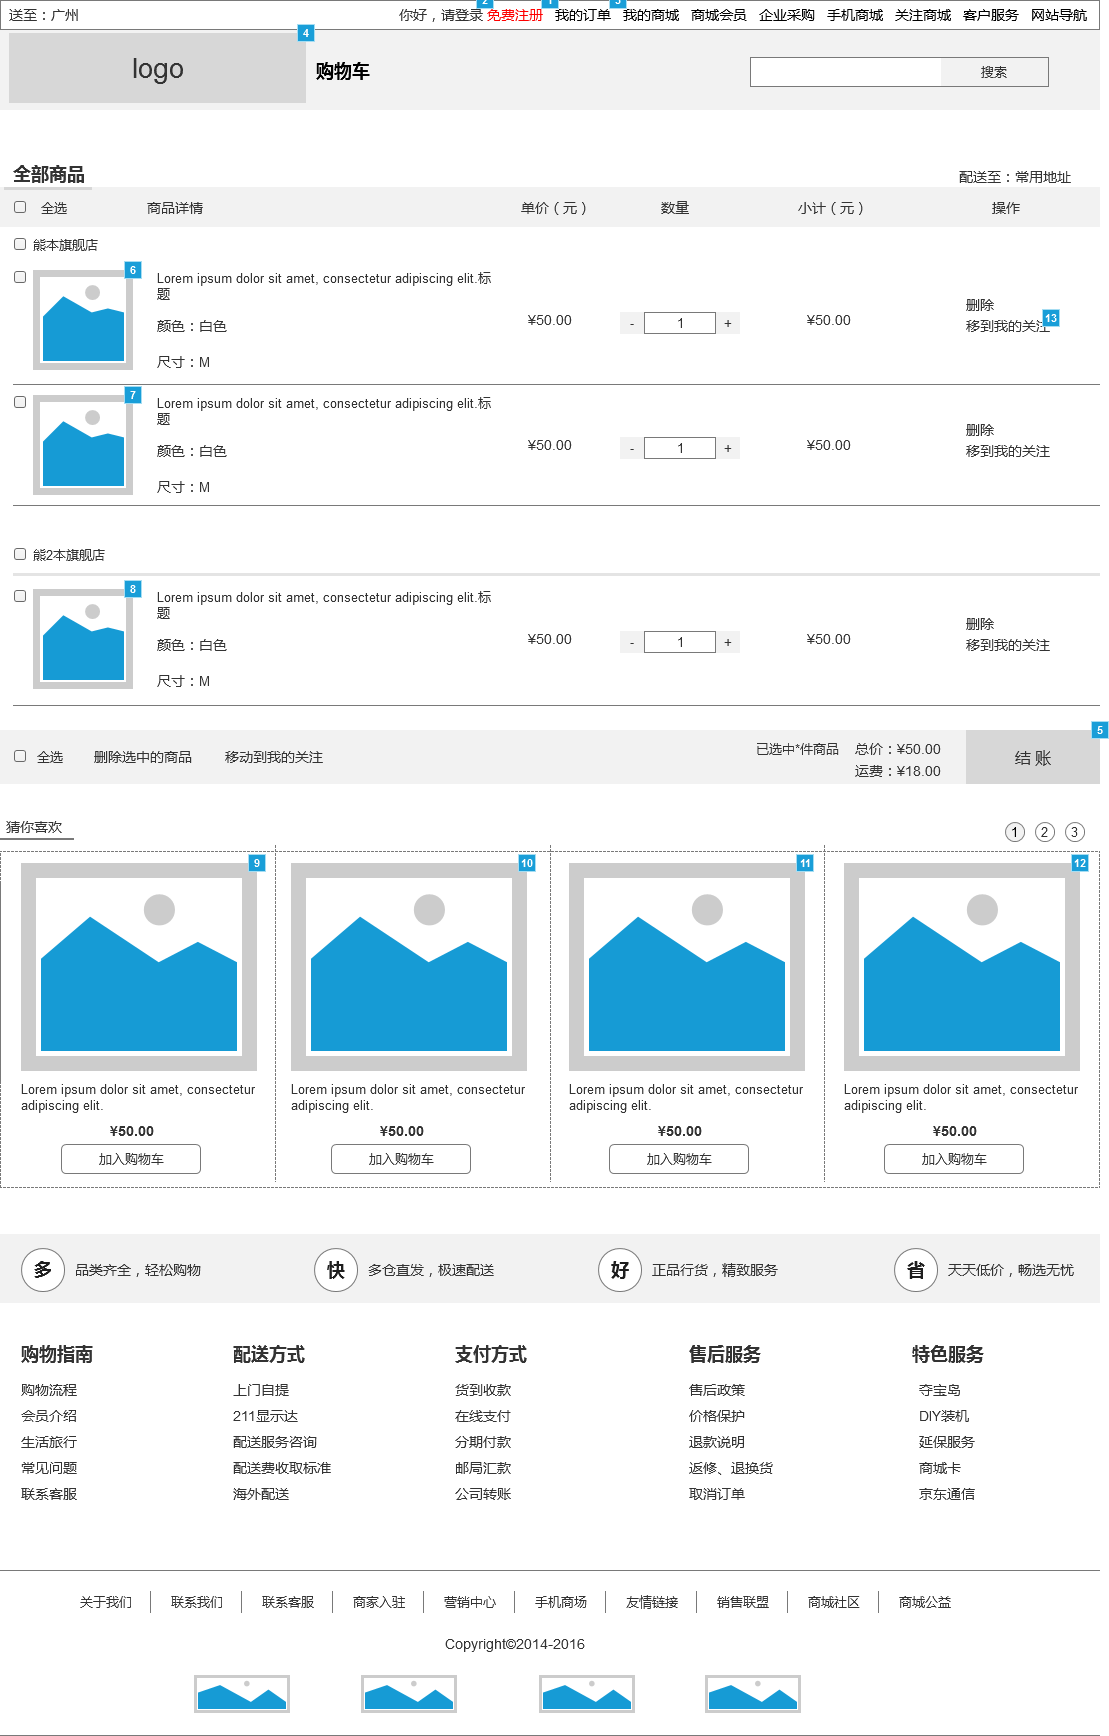 送至：广州
你好，请登录 免费注册 我的订单 我的商城 商城会员 企业采购 手机商城 关注商城 客户服务 网站导航
2 1 3
logo
4
购物车
搜索
全部商品
配送至：常用地址
全选 商品详情 单价（元） 数量 小计（元） 操作
熊本旗舰店
6
Lorem ipsum dolor sit amet, consectetur adipiscing elit.标
题
颜色：白色
尺寸：M
¥50.00
- 1 +
¥50.00
删除
移到我的关注
13
7
Lorem ipsum dolor sit amet, consectetur adipiscing elit.标
题
颜色：白色
尺寸：M
¥50.00
- 1 +
¥50.00
删除
移到我的关注
熊2本旗舰店
8
Lorem ipsum dolor sit amet, consectetur adipiscing elit.标
题
颜色：白色
尺寸：M
¥50.00
- 1 +
¥50.00
删除
移到我的关注
全选 删除选中的商品 移动到我的关注
已选中*件商品 总价：¥50.00
运费：¥18.00
结 账
5
猜你喜欢
1 2 3
9
Lorem ipsum dolor sit amet, consectetur
adipiscing elit.
¥50.00
加入购物车
10
Lorem ipsum dolor sit amet, consectetur
adipiscing elit.
¥50.00
加入购物车
11
Lorem ipsum dolor sit amet, consectetur
adipiscing elit.
¥50.00
加入购物车
12
Lorem ipsum dolor sit amet, consectetur
adipiscing elit.
¥50.00
加入购物车
多 品类齐全，轻松购物
快 多仓直发，极速配送
好 正品行货，精致服务
省 天天低价，畅选无忧
购物指南
购物流程
会员介绍
生活旅行
常见问题
联系客服
配送方式
上门自提
211显示达
配送服务咨询
配送费收取标准
海外配送
支付方式
货到收款
在线支付
分期付款
邮局汇款
公司转账
售后服务
售后政策
价格保护
退款说明
返修、退换货
取消订单
特色服务
夺宝岛
DIY装机
延保服务
商城卡
京东通信
关于我们 联系我们 联系客服 商家入驻 营销中心 手机商场 友情链接 销售联盟 商城社区 商城公益
Copyright©2014-2016